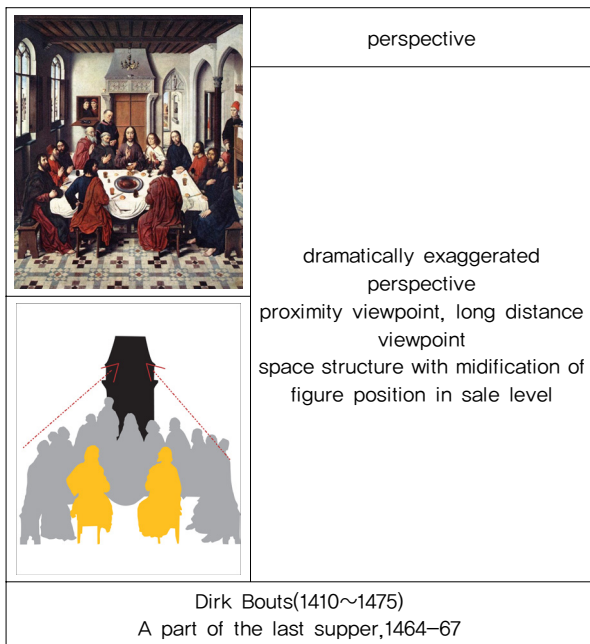 perspective
dramatically exaggerated
perspective
proximity viewpoint, long distance
viewpoint
space structure with midification of
figure position in sale level
Dirk Bouts(1410～1475)
A part of the last supper,1464-67